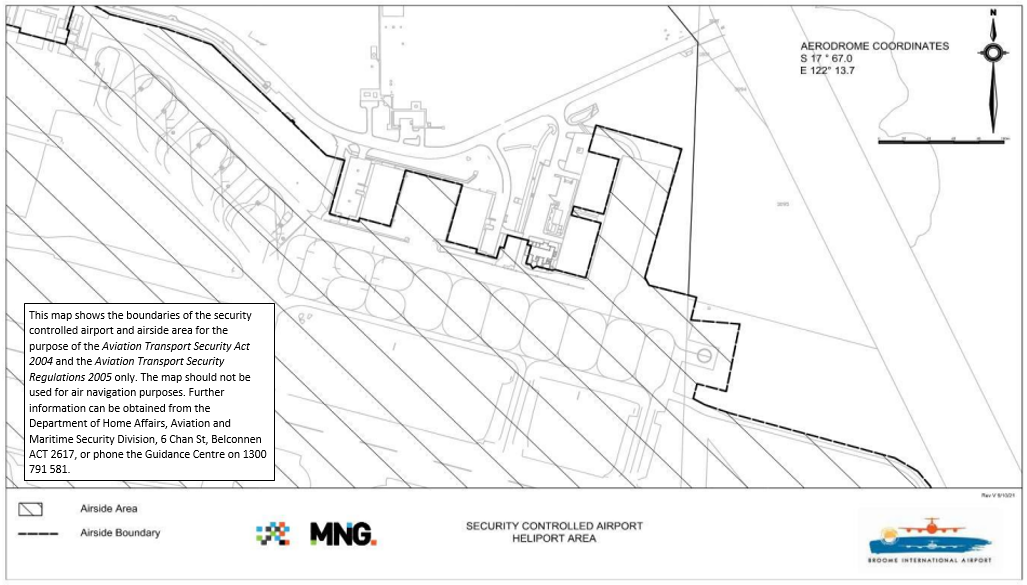 N
AERODROME COORDINATES
S 17 ° 67.0
E 122° 13.7
This map shows the boundaries of the security
controlled airport and airside area for the
purpose of the Aviation Transport Security Act
2004 and the Aviation Transport Security
Regulations 2005 only. The map should not be
used for air navigation purposes. Further
information can be obtained from the
Department of Home Affairs, Aviation and
Maritime Security Division, 6 Chan St, Belconnen
ACT 2617, or phone the Guidance Centre on 1300
791 581.
Airside Area
Airside Boundary
MNG.
SECURITY CONTROLLED AIRPORT
HELIPORT AREA
BROOME INTERNATIONAL AIRPORT